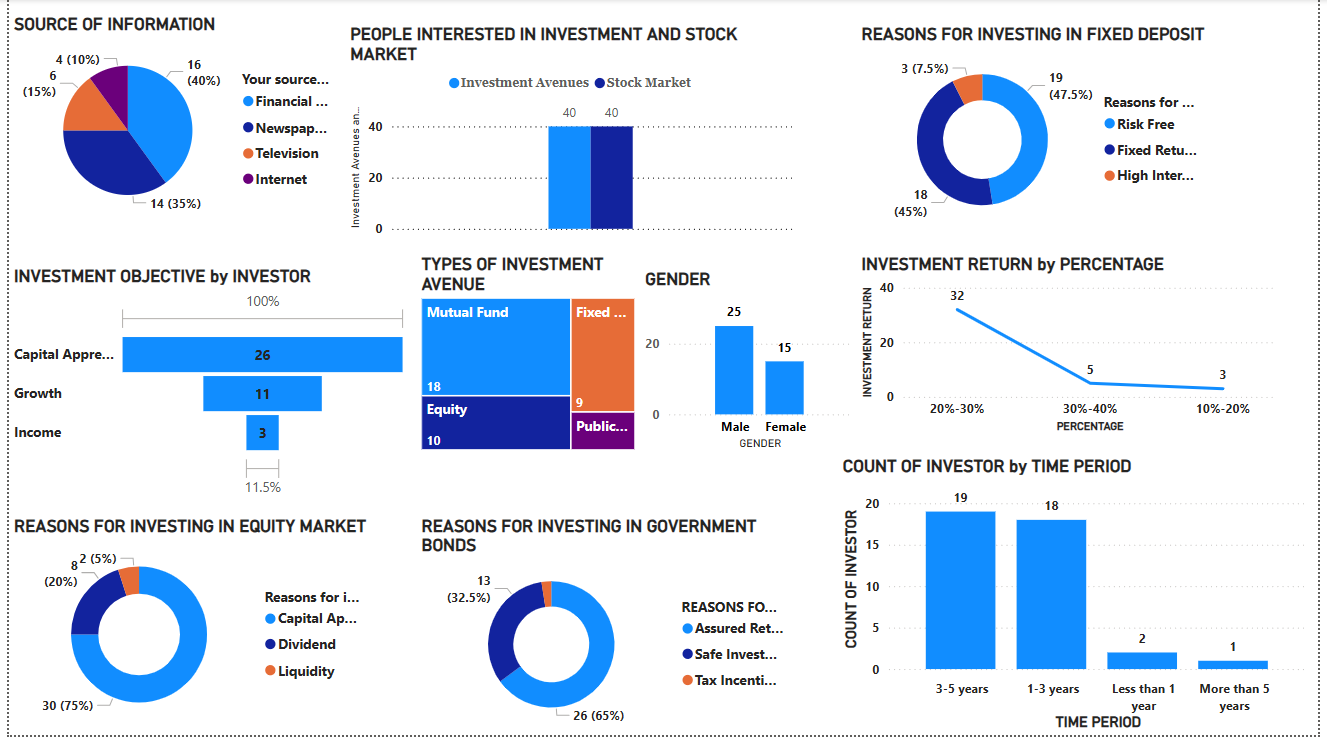 SOURCE OF INFORMATION
4 (10%)
6
(15%)
16
(40%)
14 (35%)
Your source...
Financial ...
Newspap...
Television
Internet
PEOPLE INTERESTED IN INVESTMENT AND STOCK
MARKET
Investment Avenues Stock Market
Investment Avenues an...
40 40
40
20
0
REASONS FOR INVESTING IN FIXED DEPOSIT
3 (7.5%)
19
(47.5%)
18
(45%)
Reasons for ...
Risk Free
Fixed Retu...
High Inter...
INVESTMENT OBJECTIVE by INVESTOR
100%
Capital Appre... 26
Growth 11
Income 3
11.5%
TYPES OF INVESTMENT
AVENUE
Mutual Fund
18
Fixed ...
9
Equity
10
Public...
GENDER
25
15
20
0
Male Female
GENDER
INVESTMENT RETURN by PERCENTAGE
INVESTMENT RETURN
40
20
0
32
5
3
20%-30% 30%-40% 10%-20%
PERCENTAGE
REASONS FOR INVESTING IN EQUITY MARKET
2 (5%)
8
(20%)
30 (75%)
Reasons for i...
Capital Ap...
Dividend
Liquidity
REASONS FOR INVESTING IN GOVERNMENT
BONDS
13
(32.5%)
26 (65%)
REASONS FO...
Assured Ret...
Safe Invest...
Tax Incenti...
COUNT OF INVESTOR by TIME PERIOD
COUNT OF INVESTOR
20
15
10
5
0
19
18
2
1
3-5 years 1-3 years Less than 1 More than 5
year years
TIME PERIOD